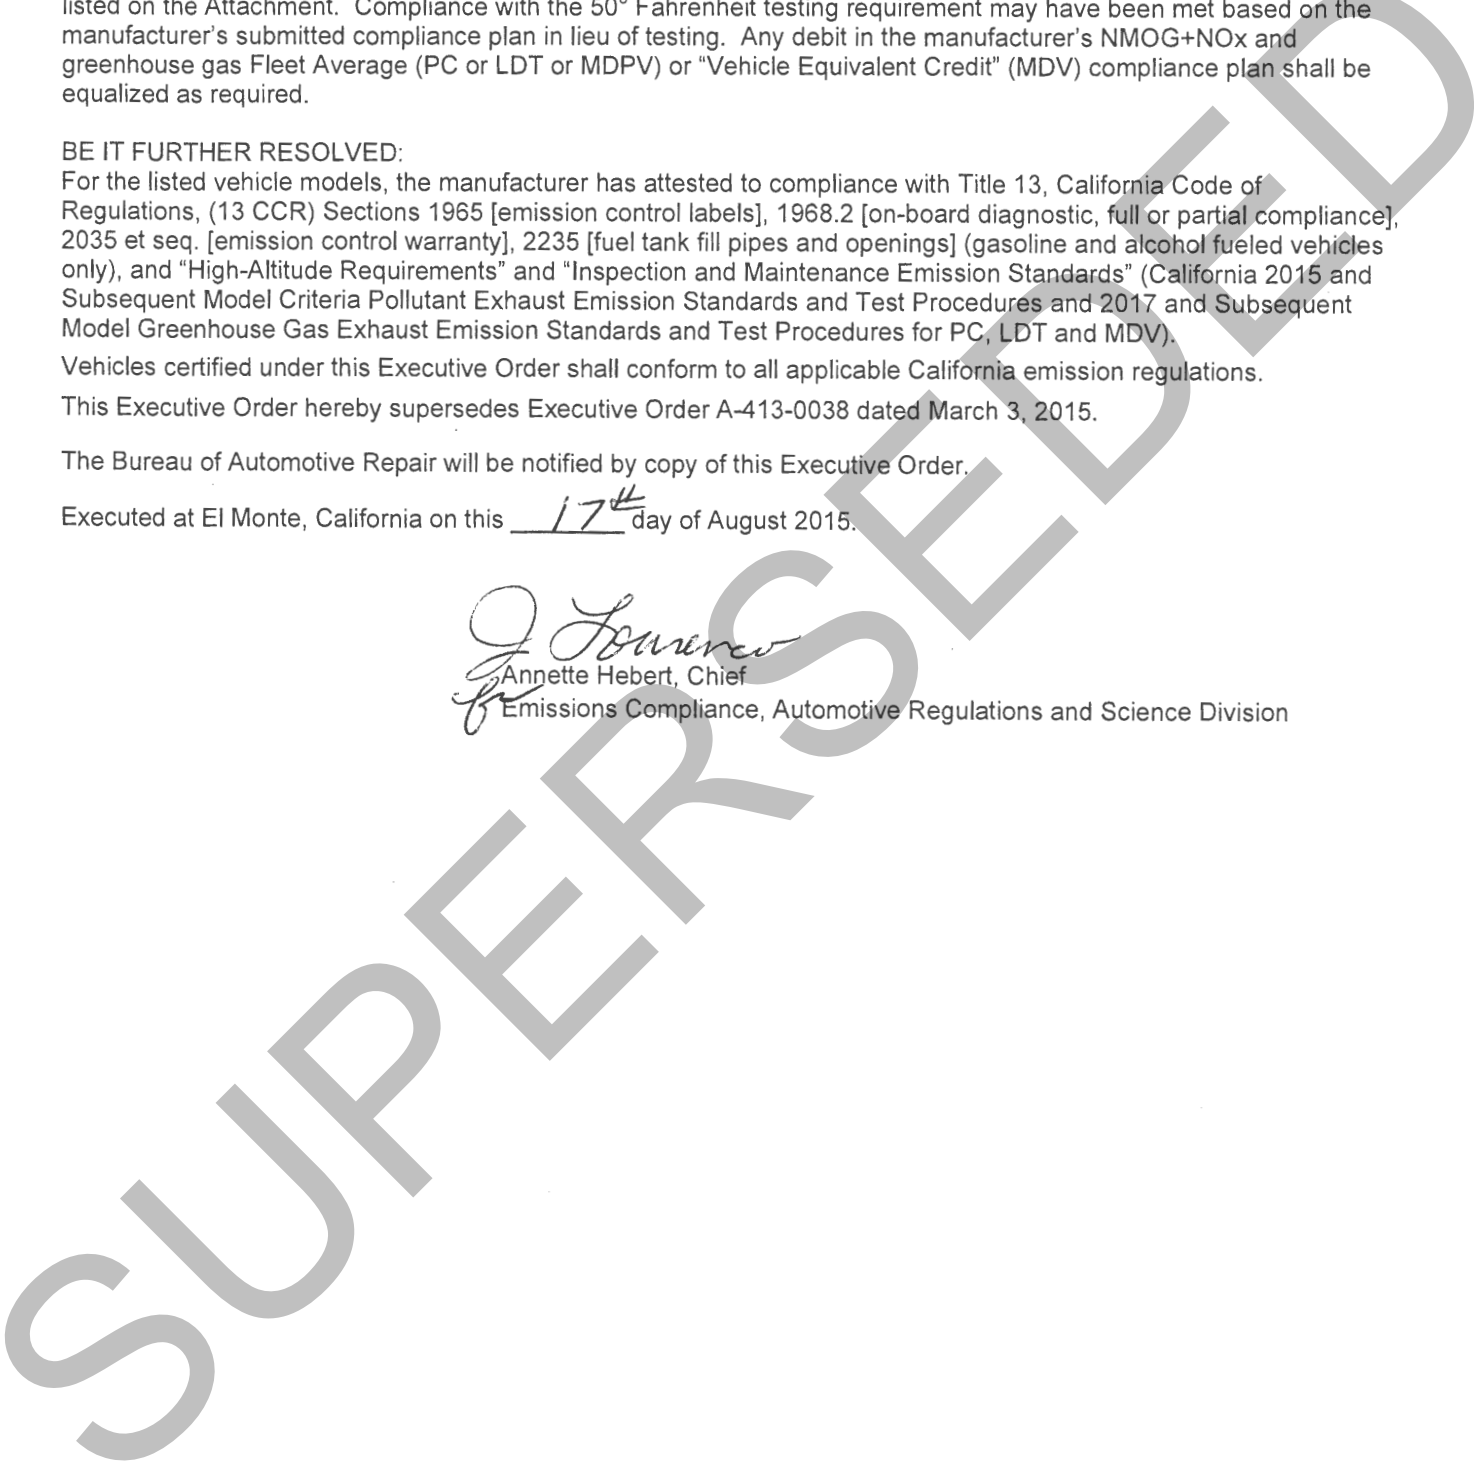 listed on the Attachment. Compliance with the 50° Fahrenheit testing requirement may have been met based on the
manufacturer's submitted compliance plan in lieu of testing. Any debit in the manufacturer's NMOG+NOx and
greenhouse gas Fleet Average (PC or LDT or MDPV) or “Vehicle Equivalent Credit” (MDV) compliance plan shall be
equalized as required.
BE IT FURTHER RESOLVED:
For the listed vehicle models, the manufacturer has attested to compliance with Title 13, California Code of
Regulations, (13 CCR) Sections 1965 [emission control labels], 1968.2 [on-board diagnostic, full or partial compliance],
2035 et seq. [emission control warranty], 2235 [fuel tank fill pipes and openings] (gasoline and alcohol fueled vehicles
only), and “High-Altitude Requirements” and “Inspection and Maintenance Emission Standards” (California 2015 and
Subsequent Model Criteria Pollutant Exhaust Emission Standards and Test Procedures and 2017 and Subsequent
Model Greenhouse Gas Exhaust Emission Standards and Test Procedures for PC, LDT and MDV).
Vehicles certified under this Executive Order shall conform to all applicable California emission regulations.
This Executive Order hereby supersedes Executive Order A-413-0038 dated March 3, 2015.
The Bureau of Automotive Repair will be notified by copy of this Executive Order.
Executed at El Monte, California on this 17th day of August 2015.
J Lourenco
Annette Hebert, Chief
for Emissions Compliance, Automotive Regulations and Science Division
SUPERSEDED